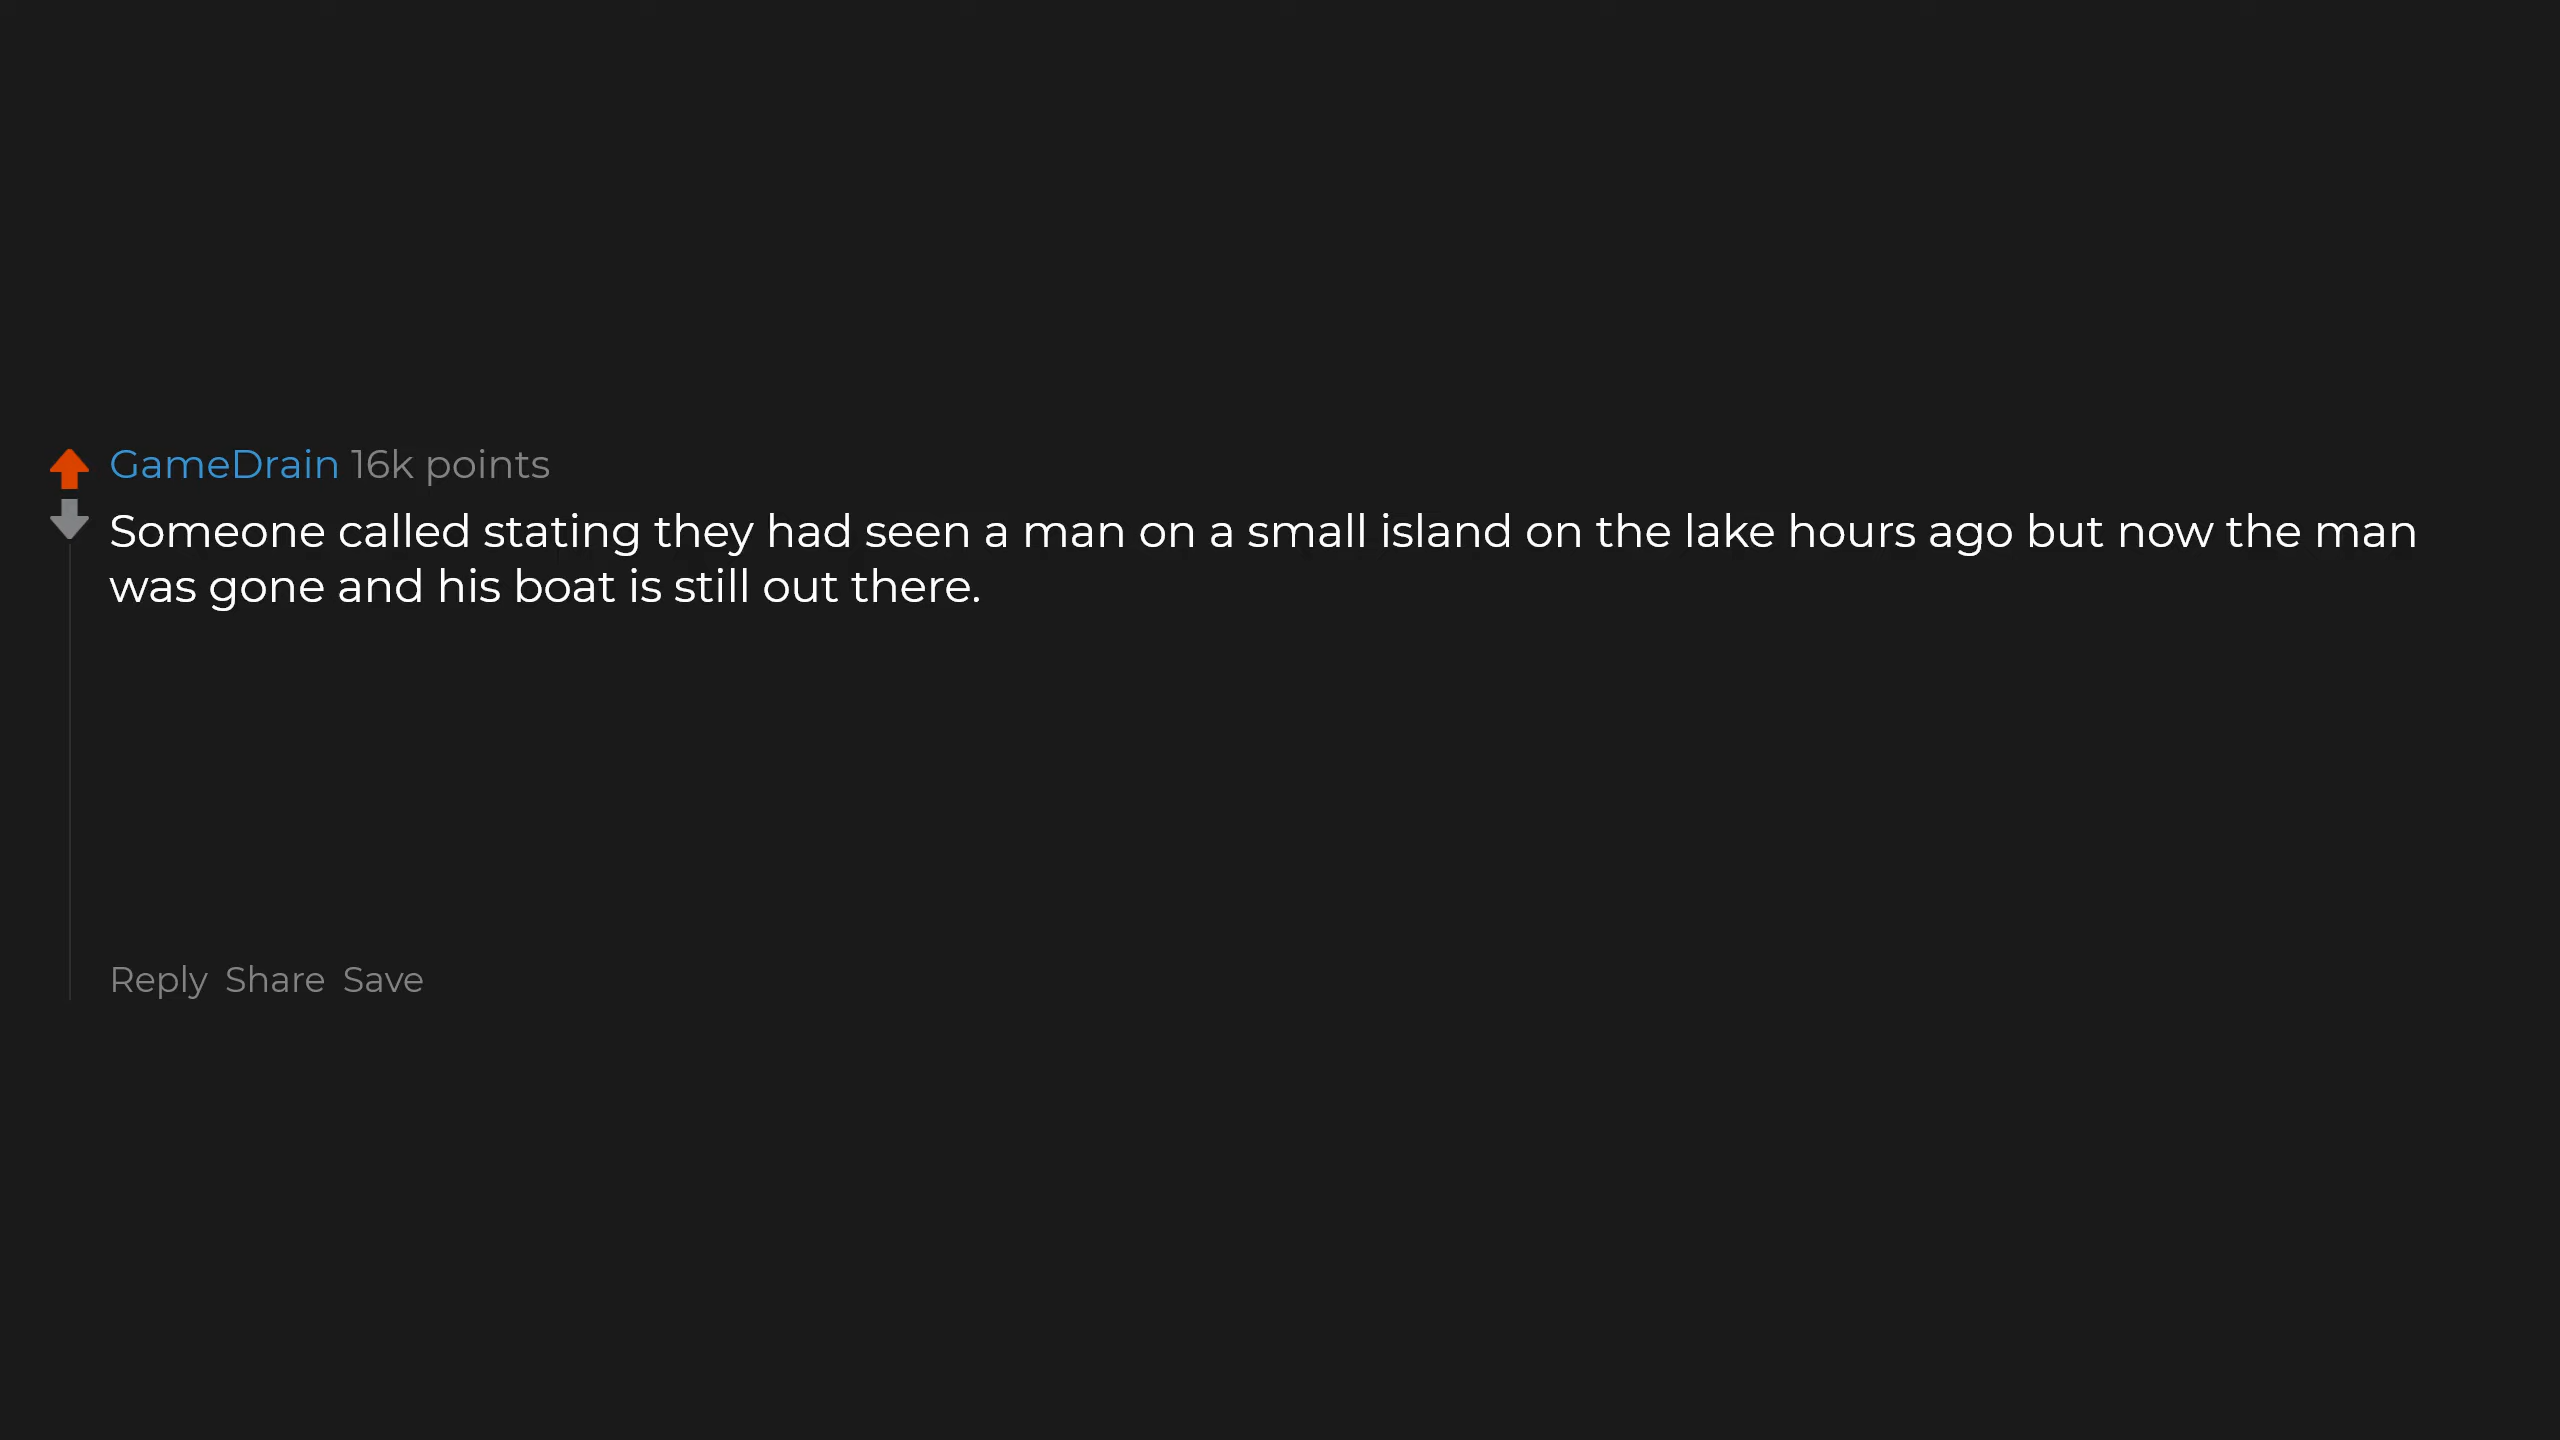 GameDrain 16k points
Someone called stating they had seen a man on a small island on the lake hours ago but now the man
was gone and his boat is still out there.
Reply Share Save